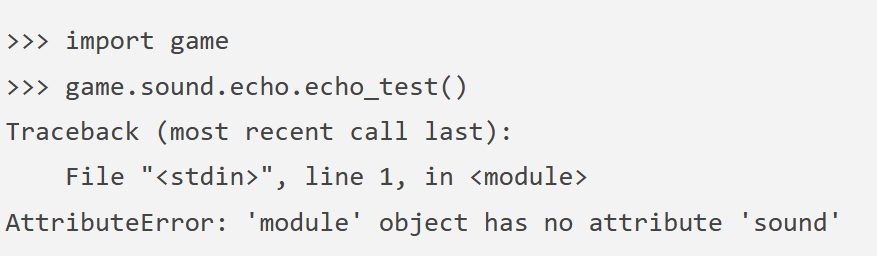 >>> import game
>>> game.sound.echo.echo_test()
Traceback (most recent call last):
    File "<stdin>", line 1, in <module>
AttributeError: 'module' object has no attribute 'sound'